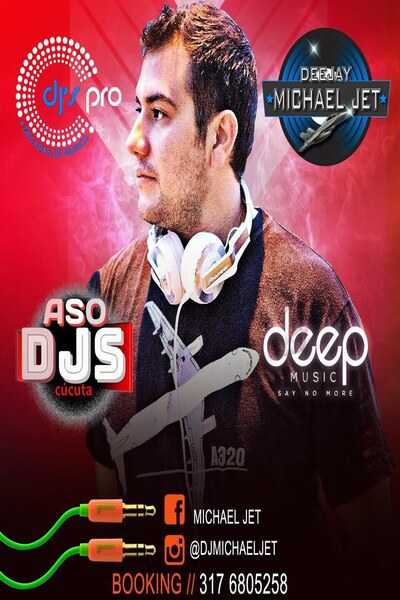 djs pro
DEEJAY
MICHAEL JET
ASO
DJS
cúcuta
deep
MUSIC
SAY NO MORE
A320
MICHAEL JET
@DJMICHAELJET
BOOKING // 317 6805258